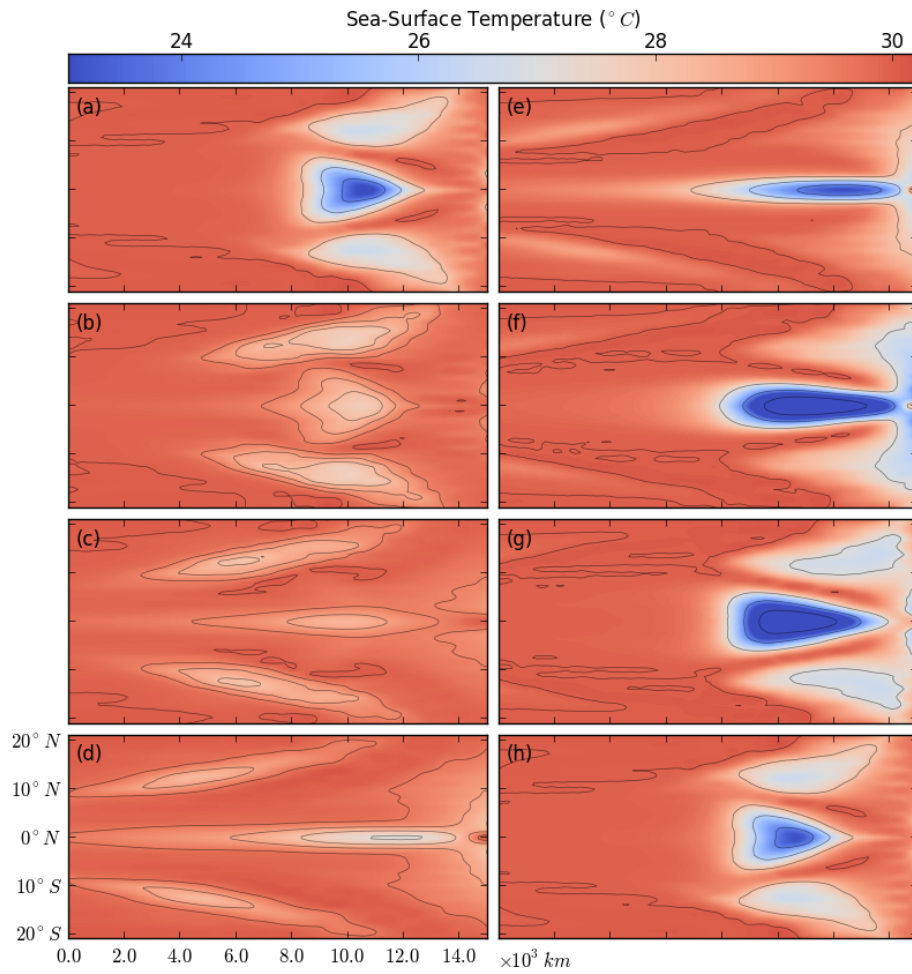 Sea-Surface Temperature (°C)
24 26 28 30
(a) (e)
(b) (f)
(c) (g)
(d) (h)
20°N
10°N
0°N
10°S
20°S
0.0 2.0 4.0 6.0 8.0 10.0 12.0 14.0 ×10³ km